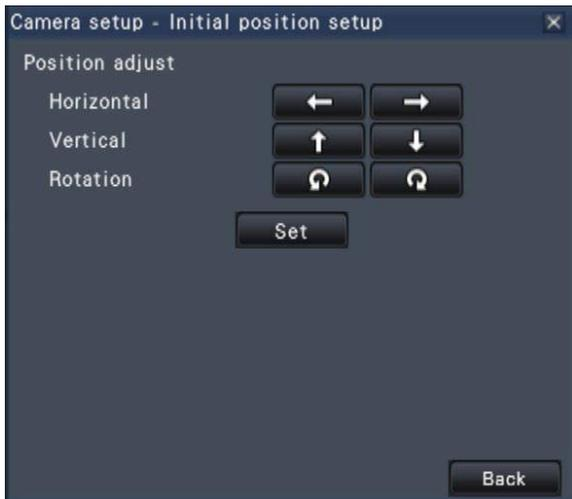 Camera setup - Initial position setup
Position adjust
Horizontal
Vertical
Rotation
Set
Back